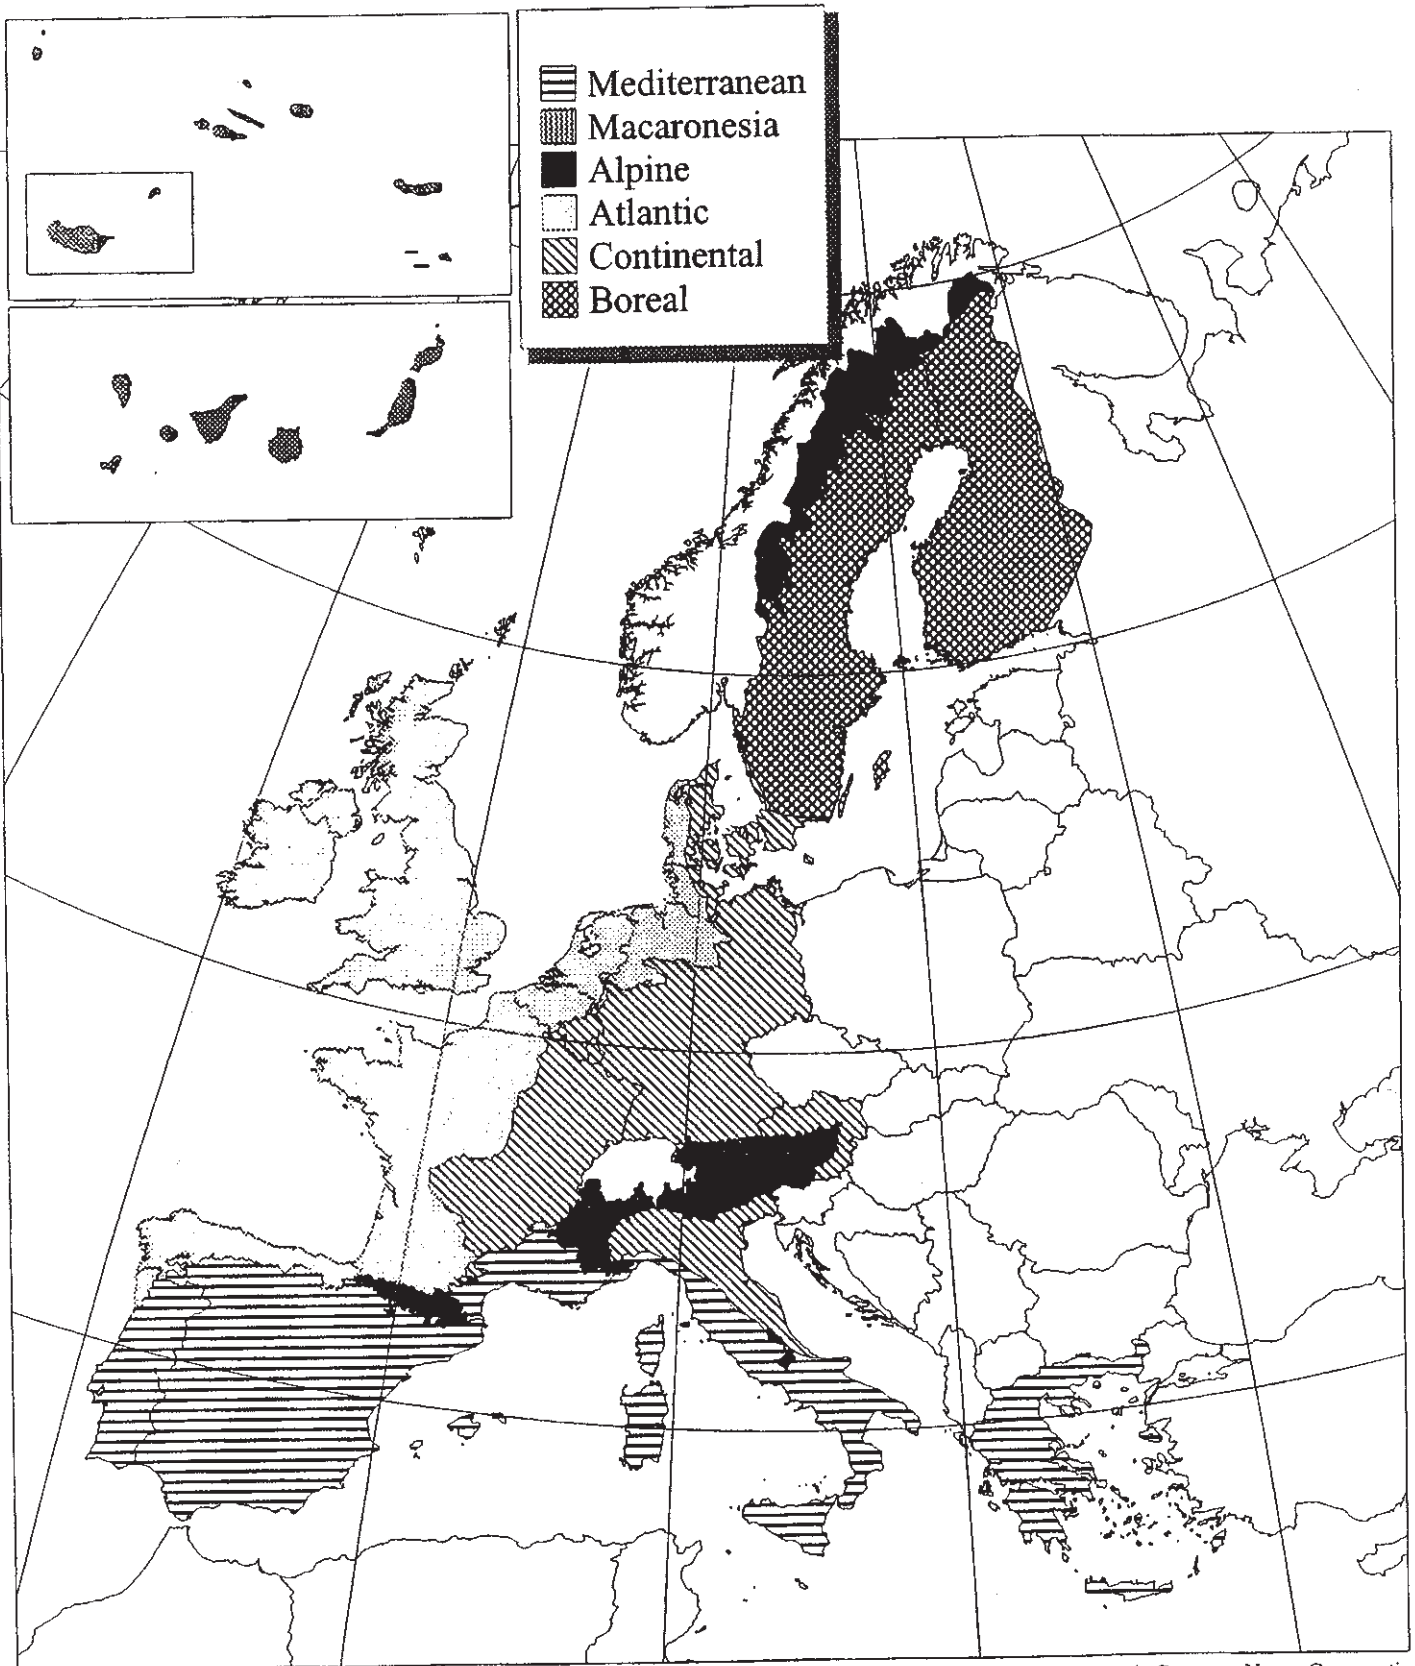 Mediterranean
Macaronesia
Alpine
Atlantic
Continental
Boreal